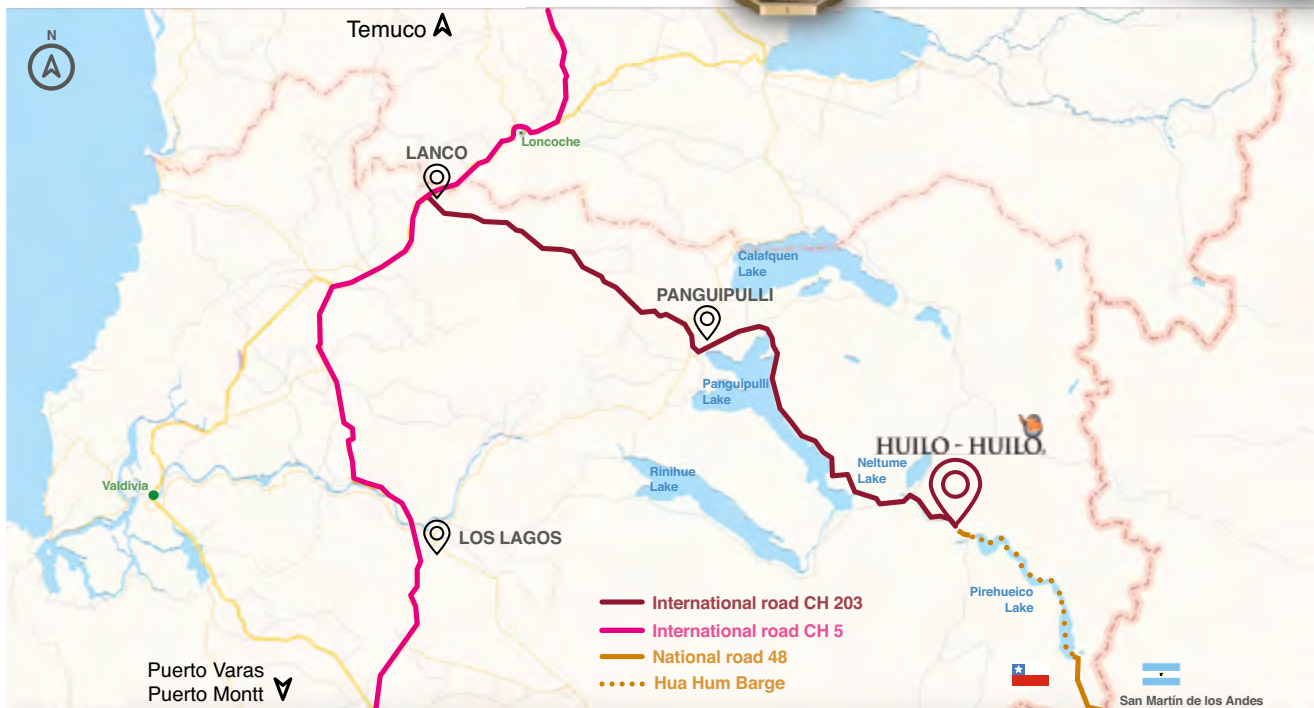 Temuco
N
Loncoche
LANCO
Calafquen
Lake
PANGUIPULLI
Panguipulli
Lake
HUILO - HUILO
Neltume
Lake
Rinihue
Lake
Valdivia
LOS LAGOS
Pirehueico
Lake
International road CH 203
International road CH 5
National road 48
Hua Hum Barge
Puerto Varas
Puerto Montt
San Martín de los Andes